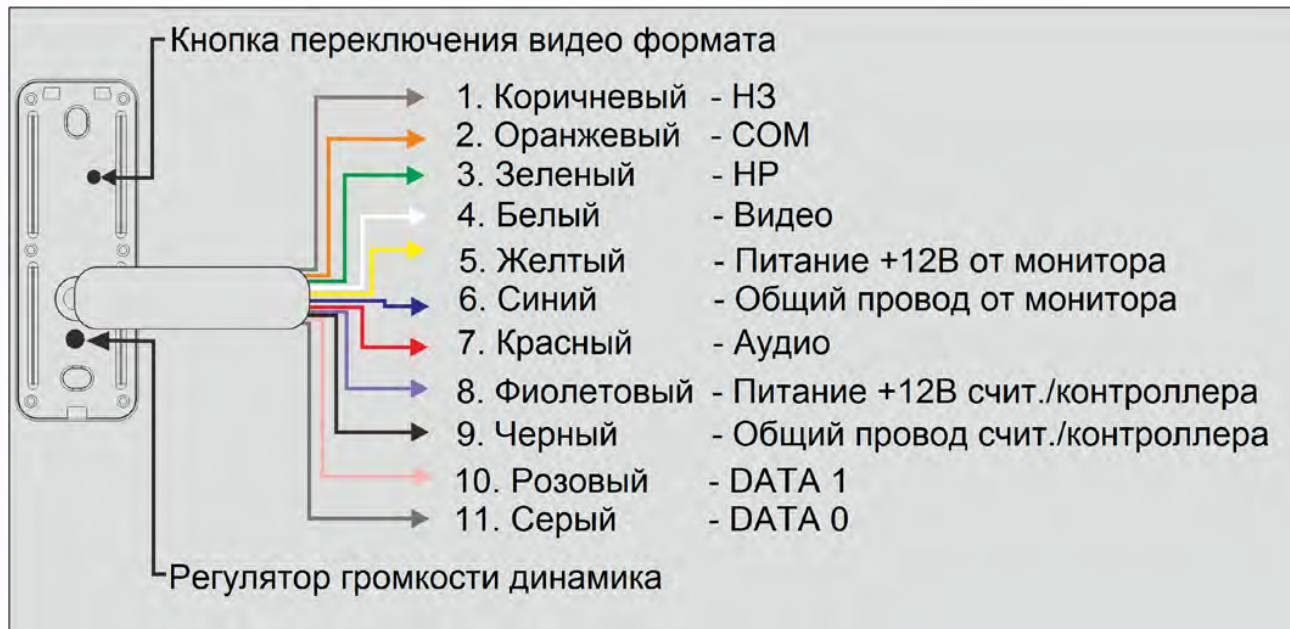 Кнопка переключения видео формата
1. Коричневый - НЗ
2. Оранжевый - COM
3. Зеленый - НР
4. Белый - Видео
5. Желтый - Питание +12В от монитора
6. Синий - Общий провод от монитора
7. Красный - Аудио
8. Фиолетовый - Питание +12В счит./контроллера
9. Черный - Общий провод счит./контроллера
10. Розовый - DATA 1
11. Серый - DATA 0
Регулятор громкости динамика